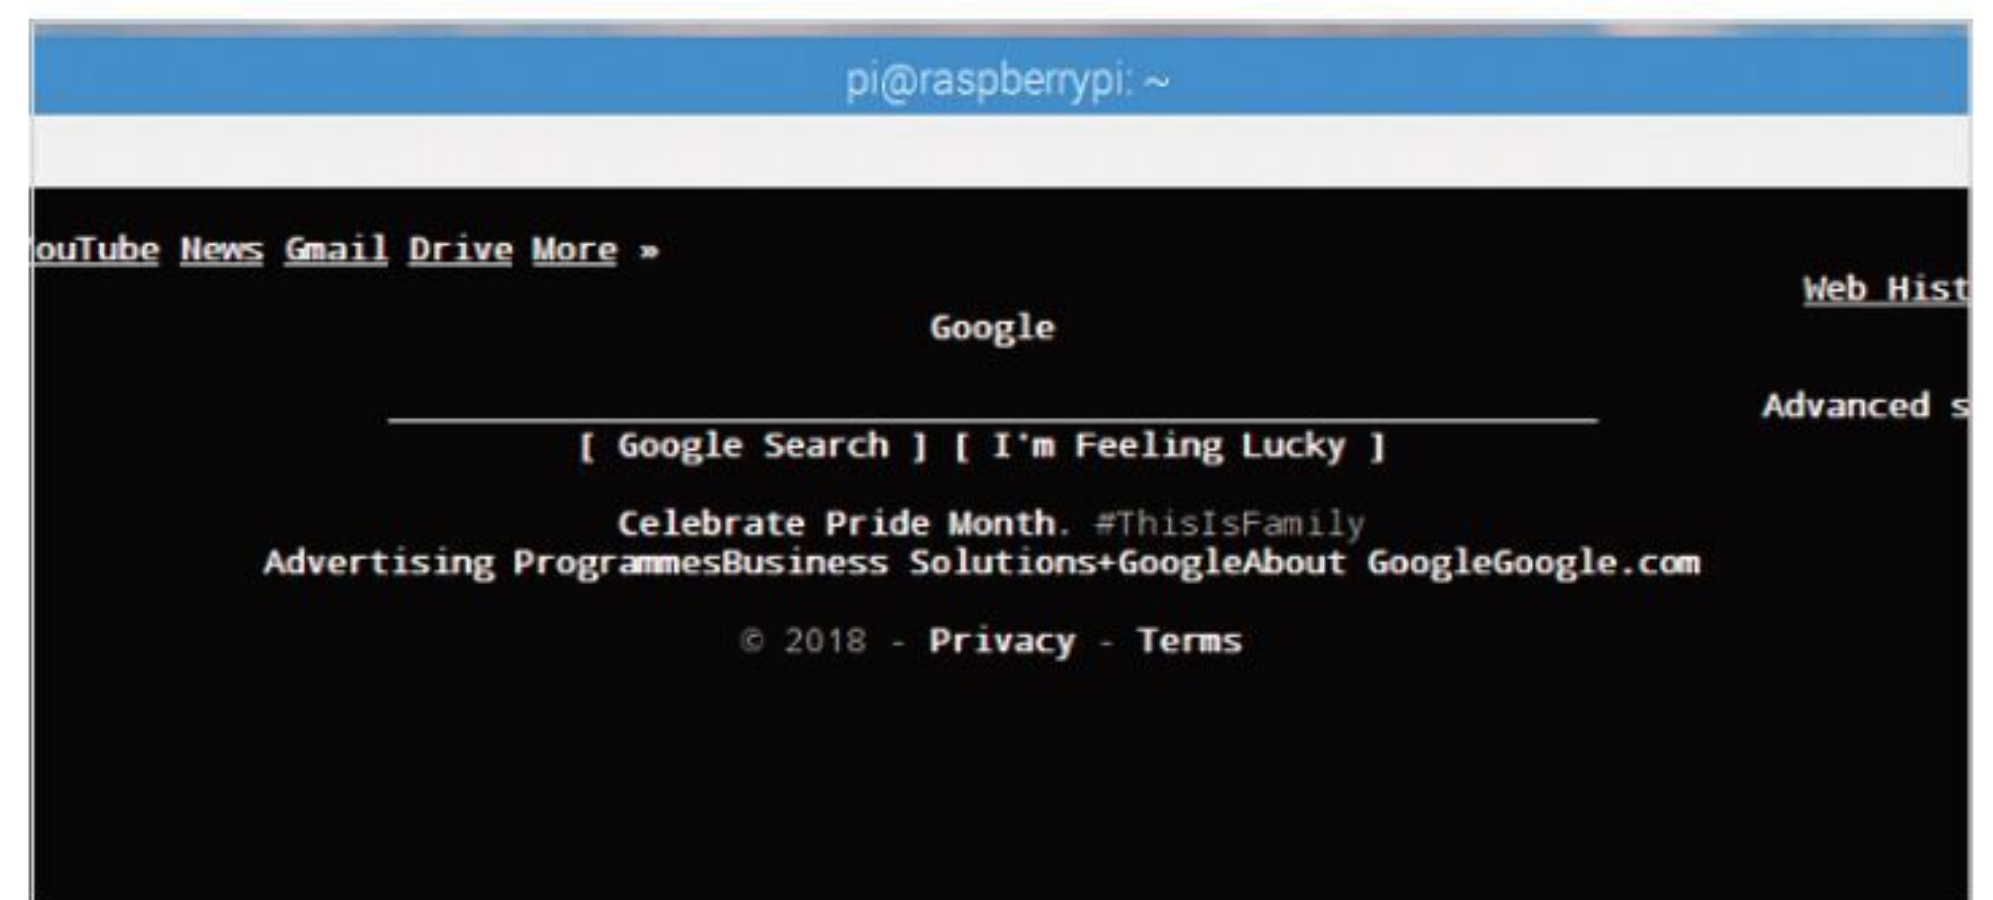 pi@raspberrypi: ~
ouTube News Gmail Drive More »
Web Hist
Google
Advanced s
[ Google Search ] [ I'm Feeling Lucky ]
Celebrate Pride Month. #ThisIsFamily
Advertising ProgrammesBusiness Solutions+GoogleAbout GoogleGoogle.com
© 2018 - Privacy - Terms